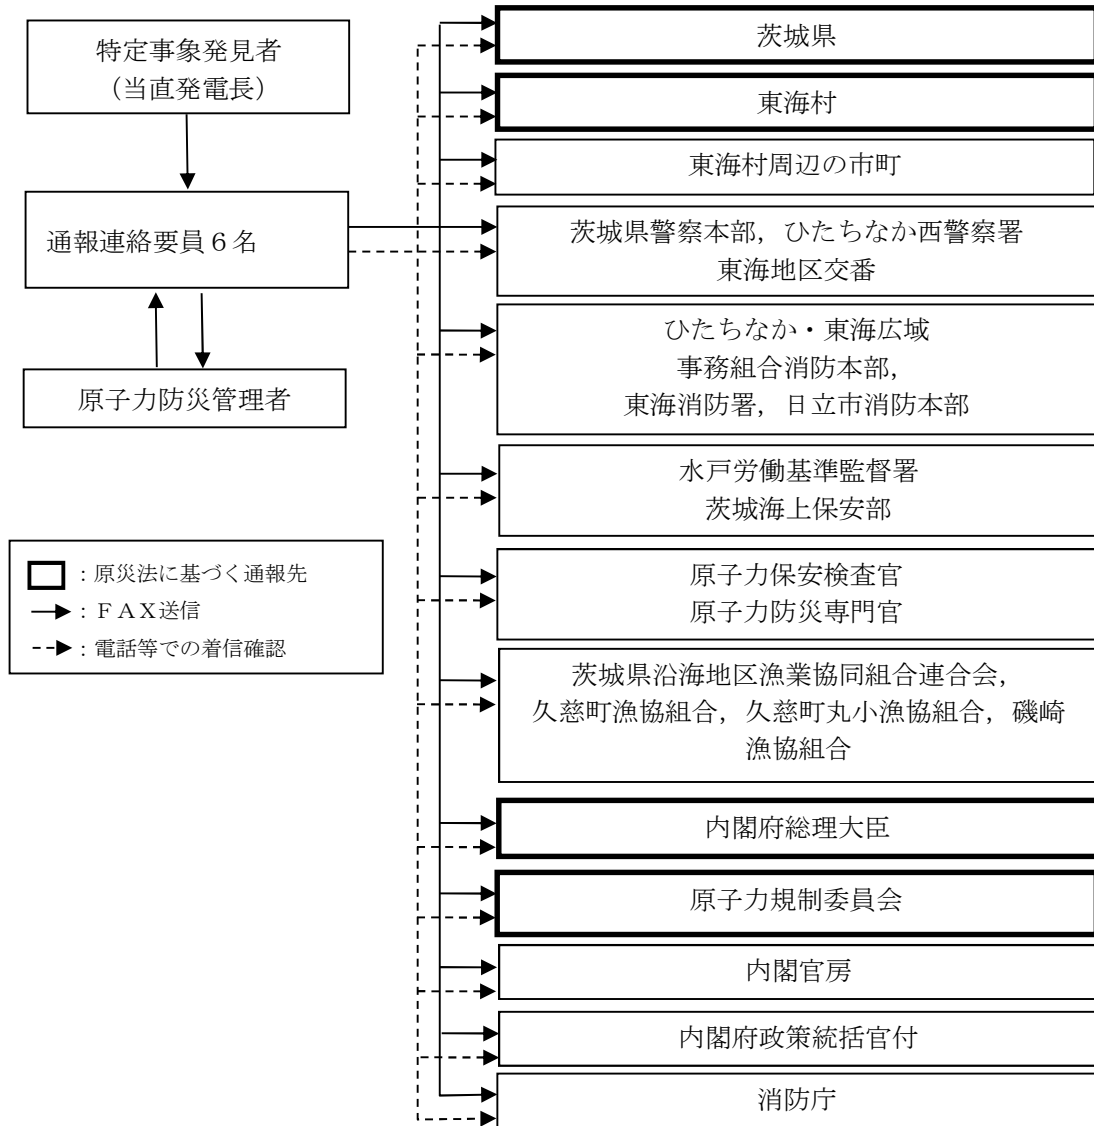 特定事象発見者
（当直発電長）
通報連絡要員６名
原子力防災管理者
：原災法に基づく通報先
：ＦＡＸ送信
：電話等での着信確認
茨城県
東海村
東海村周辺の市町
茨城県警察本部，ひたちなか西警察署
東海地区交番
ひたちなか・東海広域
事務組合消防本部，
東海消防署，日立市消防本部
水戸労働基準監督署
茨城海上保安部
原子力保安検査官
原子力防災専門官
茨城県沿海地区漁業協同組合連合会，
久慈町漁協組合，久慈町丸小漁協組合，磯崎
漁協組合
内閣府総理大臣
原子力規制委員会
内閣官房
内閣府政策統括官付
消防庁